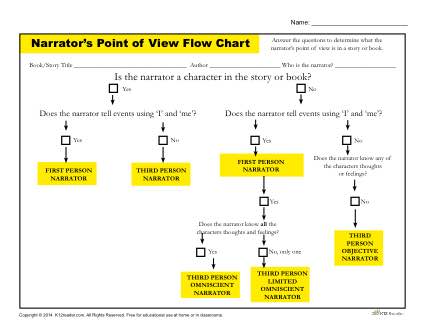 Name:
Narrator's Point of View Flow Chart
Answer the questions to determine what the
narrator's point of view is in a story or book.
Book/Story Title Author Who is the narrator?
Is the narrator a character in the story or book?
Yes No
Does the narrator tell events using 'I' and 'me'? Does the narrator tell events using 'I' and 'me'?
Yes No Yes No
FIRST PERSON
NARRATOR
THIRD PERSON
NARRATOR
FIRST PERSON
NARRATOR
Does the narrator know any of
the characters thoughts
or feelings?
Yes No
Does the narrator know all the
characters thoughts and feelings?
THIRD
PERSON
OBJECTIVE
NARRATOR
Yes No, only one
THIRD PERSON
OMNISCIENT
NARRATOR
THIRD PERSON
LIMITED
OMNISCIENT
NARRATOR
Copyright © 2014 K12reader.com. All Rights Reserved. Free for educational use at home or in classrooms.